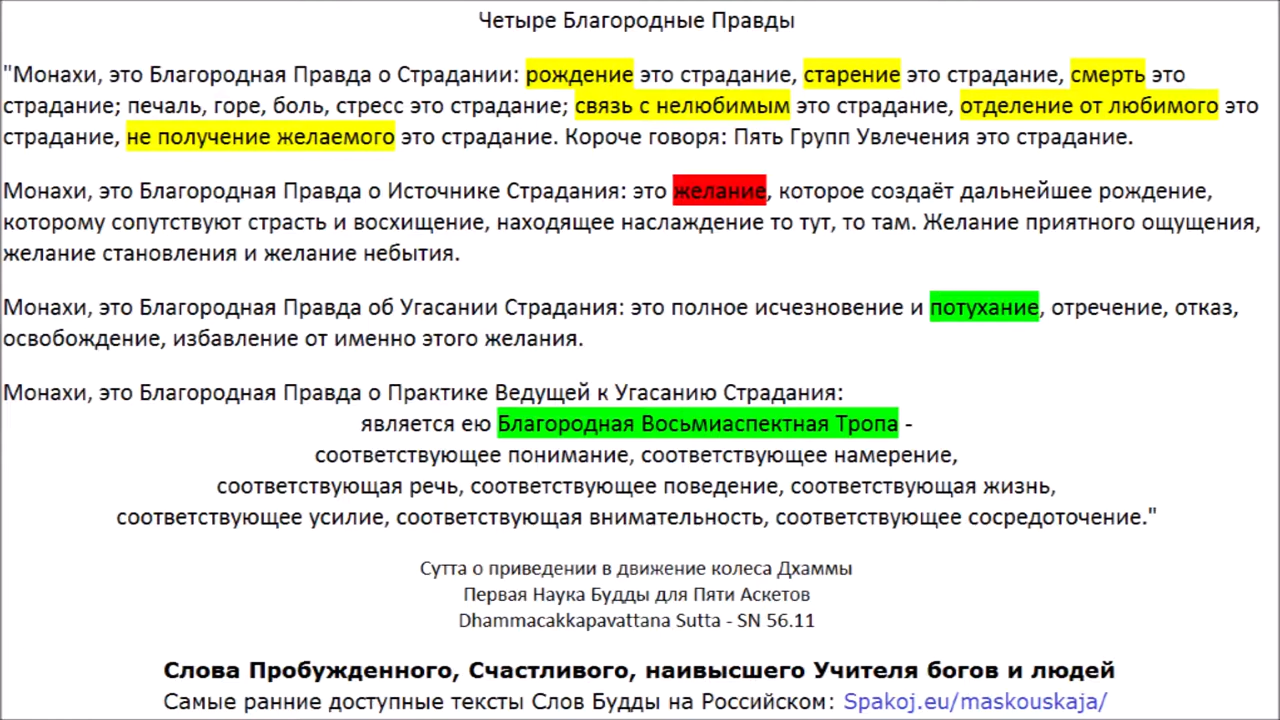 Четыре Благородные Правды
"Монахи, это Благородная Правда о Страдании: рождение это страдание, старение это страдание, смерть это
страдание; печаль, горе, боль, стресс это страдание; связь с нелюбимым это страдание, отделение от любимого это
страдание, не получение желаемого это страдание. Короче говоря: Пять Групп Увлечения это страдание.
Монахи, это Благородная Правда о Источнике Страдания: это желание, которое создаёт дальнейшее рождение,
которому сопутствуют страсть и восхищение, находящее наслаждение то тут, то там. Желание приятного ощущения,
желание становления и желание небытия.
Монахи, это Благородная Правда об Угасании Страдания: это полное исчезновение и потухание, отречение, отказ,
освобождение, избавление от именно этого желания.
Монахи, это Благородная Правда о Практике Ведущей к Угасанию Страдания:
является ею Благородная Восьмиаспектная Тропа -
соответствующее понимание, соответствующее намерение,
соответствующая речь, соответствующее поведение, соответствующая жизнь,
соответствующее усилие, соответствующая внимательность, соответствующее сосредоточение."
Сутта о приведении в движение колеса Дхаммы
Первая Наука Будды для Пяти Аскетов
Dhammacakkapavattana Sutta - SN 56.11
Слова Пробужденного, Счастливого, наивысшего Учителя богов и людей
Самые ранние доступные тексты Слов Будды на Российском: Spakoj.eu/maskouskaja/